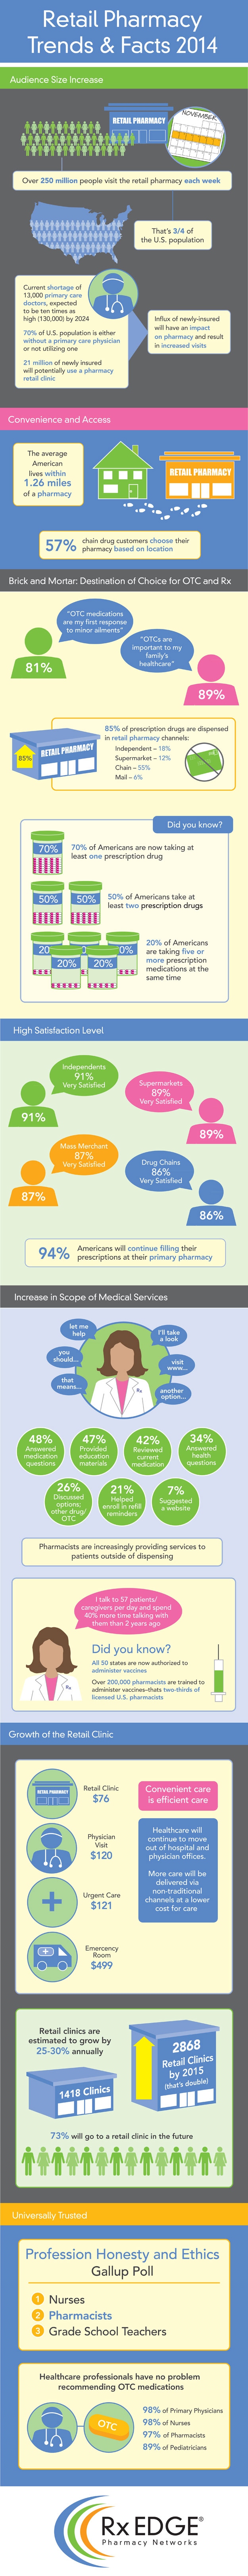 Retail Pharmacy
Trends & Facts 2014
Audience Size Increase
RETAIL PHARMACY
NOVEMBER
Over 250 million people visit the retail pharmacy each week
That's 3/4 of
the U.S. population
Current shortage of
13,000 primary care
doctors, expected
to be ten times as
high (130,000) by 2024
70% of U.S. population is either
without a primary care physician
or not utilizing one
21 million of newly insured
will potentially use a pharmacy
retail clinic
Influx of newly-insured
will have an impact
on pharmacy and result
in increased visits
Convenience and Access
The average
American
lives within
1.26 miles
of a pharmacy
RETAIL PHARMACY
57% chain drug customers choose their
pharmacy based on location
Brick and Mortar: Destination of Choice for OTC and Rx
"OTC medications
are my first response
to minor ailments"
81%
"OTCs are
important to my
family's
healthcare"
89%
85%
RETAIL PHARMACY
85% of prescription drugs are dispensed
in retail pharmacy channels:
Independent – 18%
Supermarket – 12%
Chain – 55%
Mail – 6%
Did you know?
70%
70% of Americans are now taking at
least one prescription drug
50% 50%
50% of Americans take at
least two prescription drugs
20 0 0%
20% 20%
20% of Americans
are taking five or
more prescription
medications at the
same time
High Satisfaction Level
Independents
91%
Very Satisfied
91%
Supermarkets
89%
Very Satisfied
89%
Mass Merchant
87%
Very Satisfied
87%
Drug Chains
86%
Very Satisfied
86%
94% Americans will continue filling their
prescriptions at their primary pharmacy
Increase in Scope of Medical Services
let me
help
you
should...
that
means...
I'll take
a look
visit
www...
another
option...
Rx
48%
Answered
medication
questions
47%
Provided
education
materials
42%
Reviewed
current
medication
34%
Answered
health
questions
26%
Discussed
options;
other drug/
OTC
21%
Helped
enroll in refill
reminders
7%
Suggested
a website
Pharmacists are increasingly providing services to
patients outside of dispensing
I talk to 57 patients/
caregivers per day and spend
40% more time talking with
them than 2 years ago
Rx
Did you know?
All 50 states are now authorized to
administer vaccines
Over 200,000 pharmacists are trained to
administer vaccines–thats two-thirds of
licensed U.S. pharmacists
Growth of the Retail Clinic
RETAIL PHARMACY
Retail Clinic
$76
Physician
Visit
$120
Urgent Care
$121
Emercency
Room
$499
Convenient care
is efficient care
Healthcare will
continue to move
out of hospital and
physician offices.
More care will be
delivered via
non-traditional
channels at a lower
cost for care
Retail clinics are
estimated to grow by
25-30% annually
1418 Clinics
2868
Retail Clinics
by 2015
(that's double)
73% will go to a retail clinic in the future
Universally Trusted
Profession Honesty and Ethics
Gallup Poll
1 Nurses
2 Pharmacists
3 Grade School Teachers
Healthcare professionals have no problem
recommending OTC medications
OTC
98% of Primary Physicians
98% of Nurses
97% of Pharmacists
89% of Pediatricians
Rx EDGE®
Pharmacy Networks